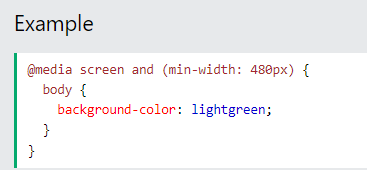 Example
@media screen and (min-width: 480px) {
  body {
    background-color: lightgreen;
  }
}